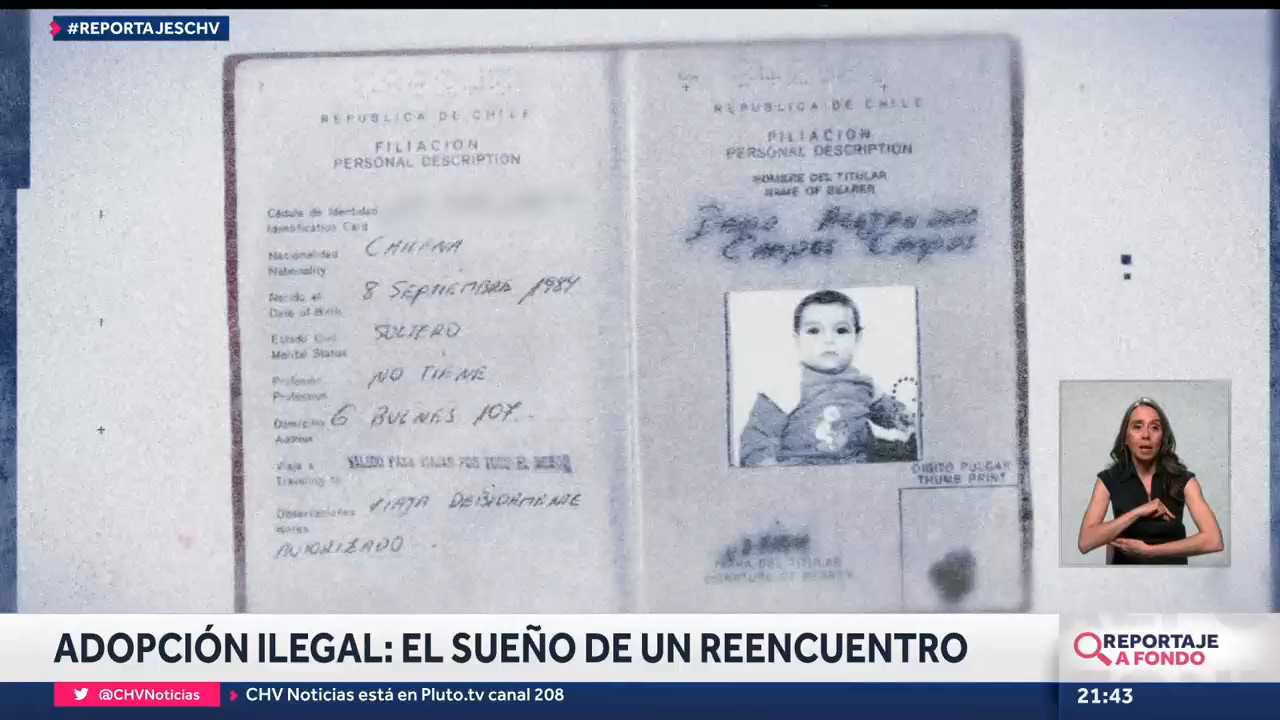 #REPORTAJESCHV
REPUBLICA DE CHILE
FILIACION
PERSONAL DESCRIPTION
Cédula de Identidad
Identification Card
Nacionalidad
Nationality
CHILENA
Nacido el
Date of Birth
8 SEPTIEMBRE 1984
Estado Civil
Marital Status
SOLTERO
Profesión
Profession
NO TIENE
Domicilio
Address
6 BULNES 107.
Viaja a
Traveling to
VALIDO PARA VIAJAR POR TODO EL MUNDO
Observaciones
VIAJA DEBIDAMENTE
AUTORIZADO.
REPUBLICA DE CHILE
FILIACION
PERSONAL DESCRIPTION
NOMBRE DEL TITULAR
NAME OF BEARER
Campos Campos
DIGITO PULGAR
THUMB PRINT
FIRMA DEL TITULAR
SIGNATURE OF BEARER
ADOPCIÓN ILEGAL: EL SUEÑO DE UN REENCUENTRO
REPORTAJE
A FONDO
@CHVNoticias
CHV Noticias está en Pluto.tv canal 208
21:43